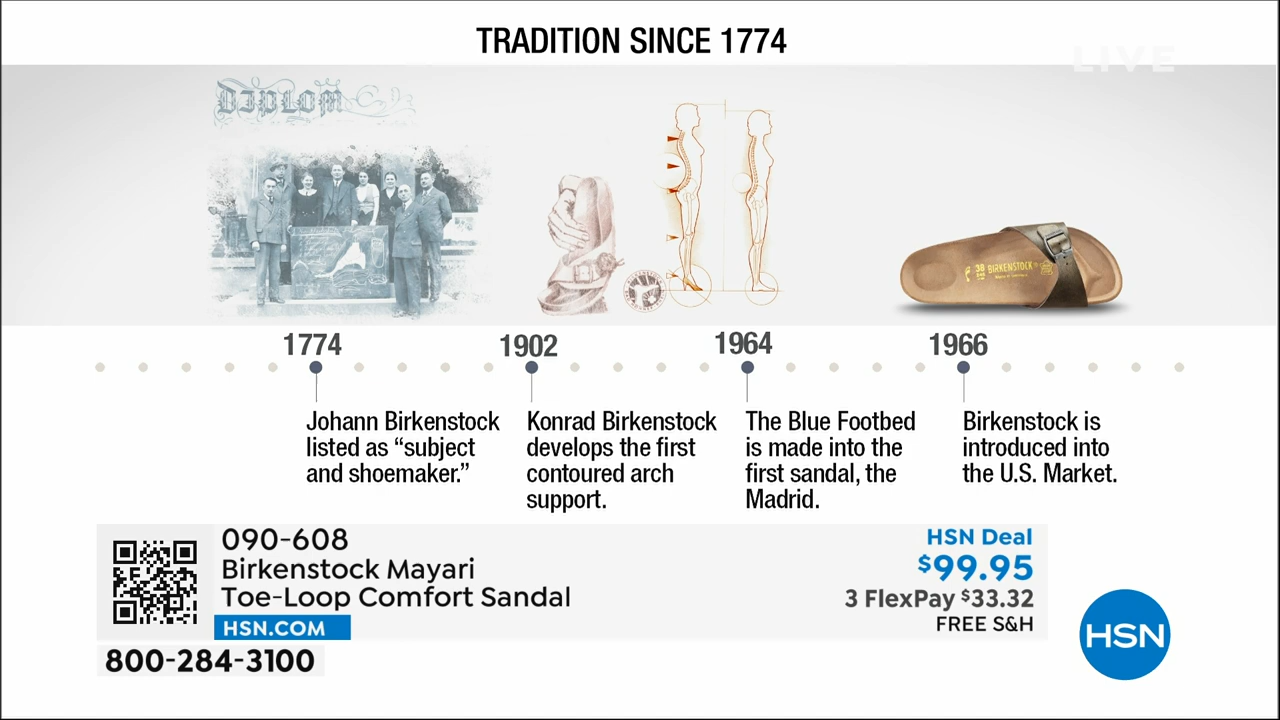 TRADITION SINCE 1774
LIVE
Diplom
38
BIRKENSTOCK
1774
1902
1964
1966
Johann Birkenstock
listed as “subject
and shoemaker.”
Konrad Birkenstock
develops the first
contoured arch
support.
The Blue Footbed
is made into the
first sandal, the
Madrid.
Birkenstock is
introduced into
the U.S. Market.
090-608
Birkenstock Mayari
Toe-Loop Comfort Sandal
HSN.COM
800-284-3100
HSN Deal
$99.95
3 FlexPay $33.32
FREE S&H
HSN